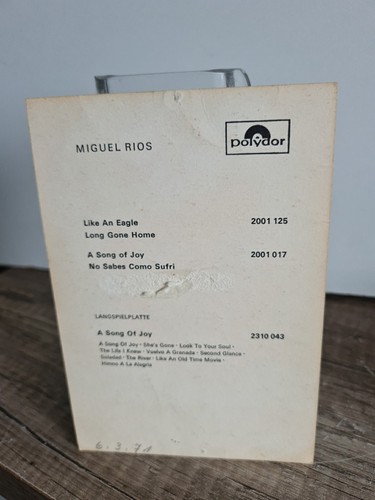 MIGUEL RIOS
polydor
Like An Eagle 2001 125
Long Gone Home
A Song of Joy 2001 017
No Sabes Como Sufri
LANGSPIELPLATTE
A Song Of Joy 2310 043
A Song Of Joy · She's Gone · Look To Your Soul ·
The Life I Knew · Vuelvo A Granada · Second Glance ·
Soledad · The River · Like An Old Time Movie ·
Himno A La Alegria
6. 3. 71